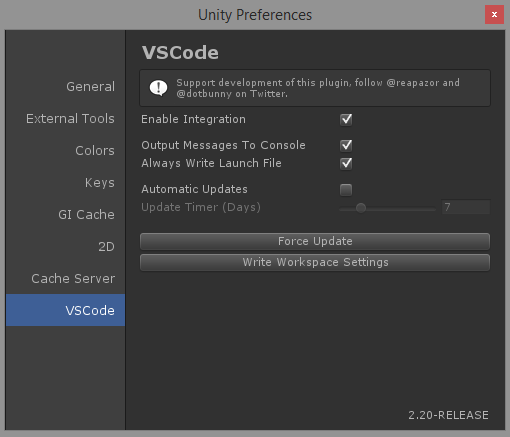 Unity Preferences
x
VSCode
Support development of this plugin, follow @reapazor and
@dotbunny on Twitter.
General
External Tools
Colors
Keys
GI Cache
2D
Cache Server
VSCode
Enable Integration
Output Messages To Console
Always Write Launch File
Automatic Updates
Update Timer (Days)
7
Force Update
Write Workspace Settings
2.20-RELEASE